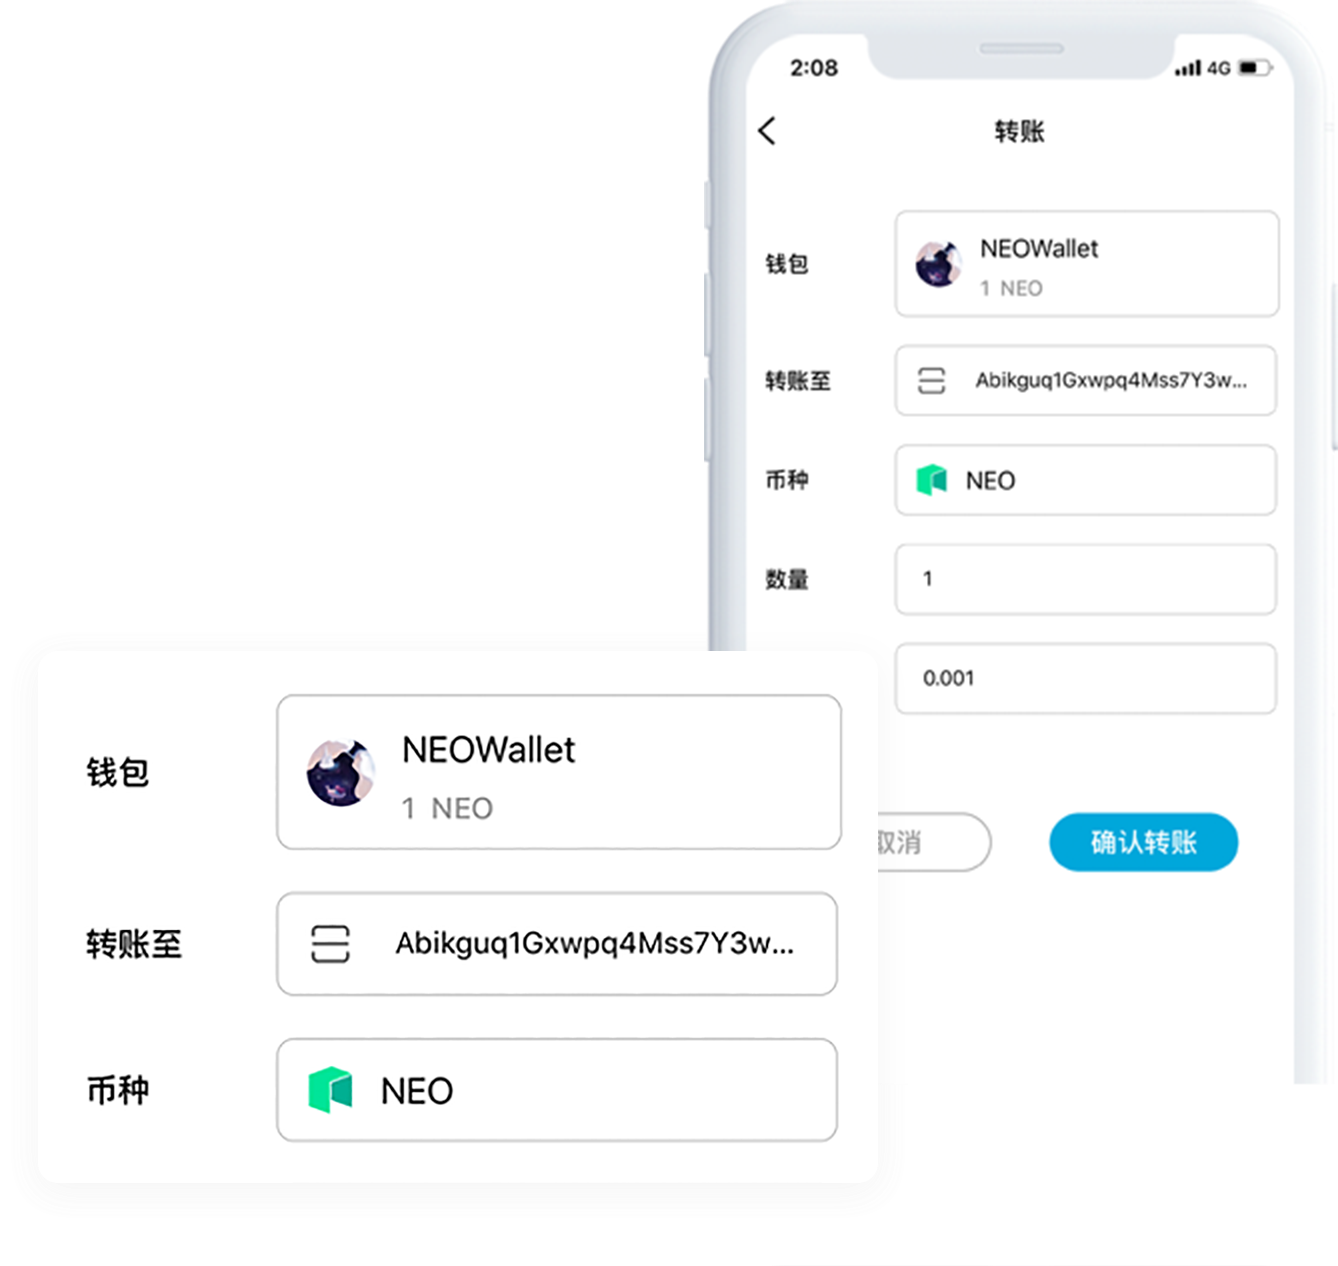 2:08
4G
转账
钱包
NEOWallet
1 NEO
转账至
Abikguq1Gxwpq4Mss7Y3w...
币种
NEO
数量
1
0.001
取消
确认转账
钱包
NEOWallet
1 NEO
转账至
Abikguq1Gxwpq4Mss7Y3w...
币种
NEO